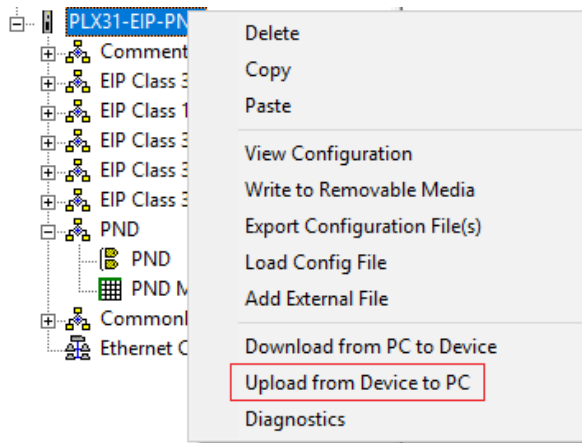 PLX31-EIP-PN
Comment
EIP Class 3
EIP Class 1
EIP Class 3
EIP Class 3
EIP Class 3
PND
PND
PND M
Common
Ethernet C
Delete
Copy
Paste
View Configuration
Write to Removable Media
Export Configuration File(s)
Load Config File
Add External File
Download from PC to Device
Upload from Device to PC
Diagnostics